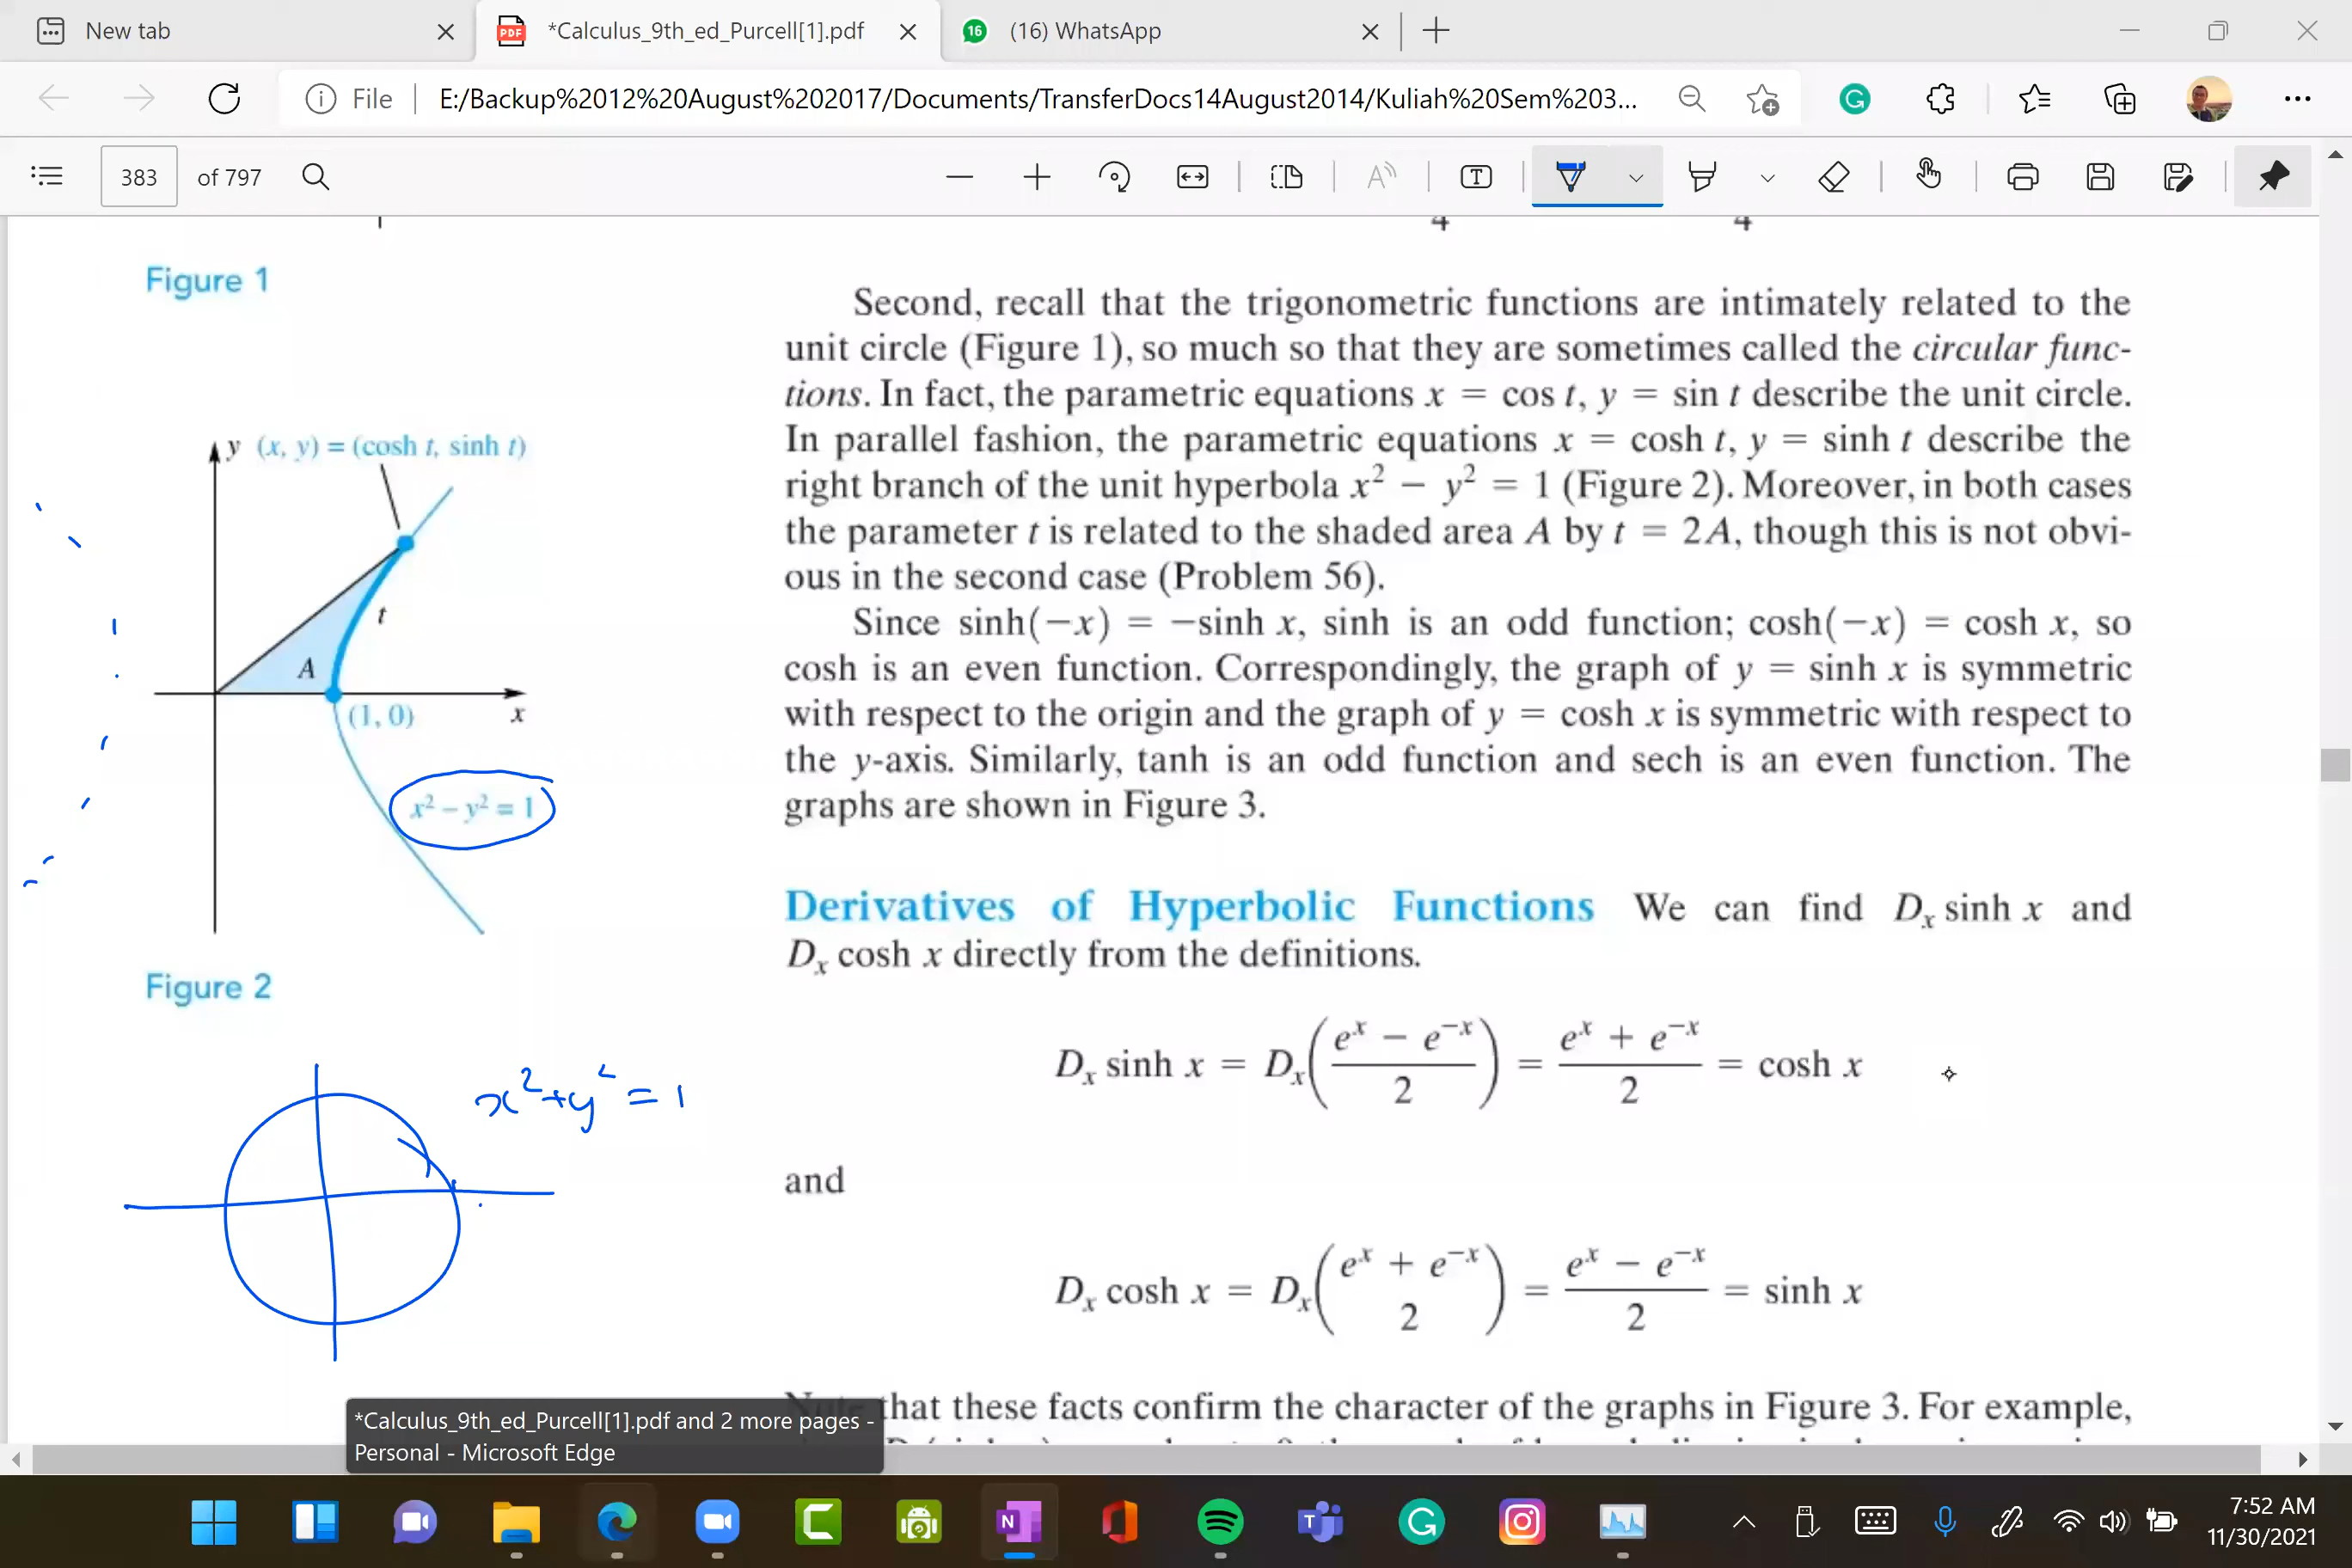 New tab
*Calculus_9th_ed_Purcell[1].pdf
16
(16) WhatsApp
File
E:/Backup%2012%20August%202017/Documents/TransferDocs14August2014/Kuliah%20Sem%203...
383
of 797
4 4
Figure 1
y (x, y) = (cosh t, sinh t)
t
A
(1, 0)
x
x² − y² = 1
Figure 2
x² + y² = 1
Second, recall that the trigonometric functions are intimately related to the
unit circle (Figure 1), so much so that they are sometimes called the circular func-
tions. In fact, the parametric equations x = cos t, y = sin t describe the unit circle.
In parallel fashion, the parametric equations x = cosh t, y = sinh t describe the
right branch of the unit hyperbola x² − y² = 1 (Figure 2). Moreover, in both cases
the parameter t is related to the shaded area A by t = 2A, though this is not obvi-
ous in the second case (Problem 56).
Since sinh(−x) = −sinh x, sinh is an odd function; cosh(−x) = cosh x, so
cosh is an even function. Correspondingly, the graph of y = sinh x is symmetric
with respect to the origin and the graph of y = cosh x is symmetric with respect to
the y-axis. Similarly, tanh is an odd function and sech is an even function. The
graphs are shown in Figure 3.
Derivatives of Hyperbolic Functions We can find Dₓ sinh x and
Dₓ cosh x directly from the definitions.
Dₓ sinh x = Dₓ((eˣ − e⁻ˣ)/2) = (eˣ + e⁻ˣ)/2 = cosh x
and
Dₓ cosh x = Dₓ((eˣ + e⁻ˣ)/2) = (eˣ − e⁻ˣ)/2 = sinh x
that these facts confirm the character of the graphs in Figure 3. For example,
*Calculus_9th_ed_Purcell[1].pdf and 2 more pages -
Personal - Microsoft Edge
7:52 AM
11/30/2021